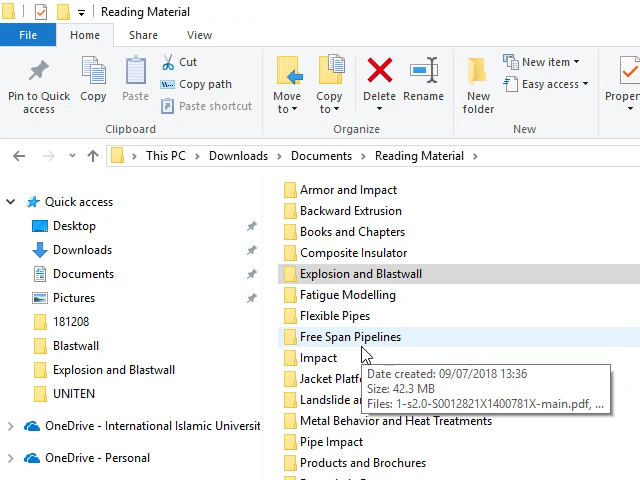 Reading Material
File Home Share View
Pin to Quick access
Copy
Paste
Cut
Copy path
Paste shortcut
Clipboard
Move to
Copy to
Delete
Rename
Organize
New folder
New item
Easy access
New
Propert
This PC > Downloads > Documents > Reading Material >
Quick access
Desktop
Downloads
Documents
Pictures
181208
Blastwall
Explosion and Blastwall
UNITEN
OneDrive - International Islamic Universit
OneDrive - Personal
Armor and Impact
Backward Extrusion
Books and Chapters
Composite Insulator
Explosion and Blastwall
Fatigue Modelling
Flexible Pipes
Free Span Pipelines
Impact
Jacket Platfo
Landslide an
Metal Behavior and Heat Treatments
Pipe Impact
Products and Brochures
Date created: 09/07/2018 13:36
Size: 42.3 MB
Files: 1-s2.0-S0012821X1400781X-main.pdf, ...